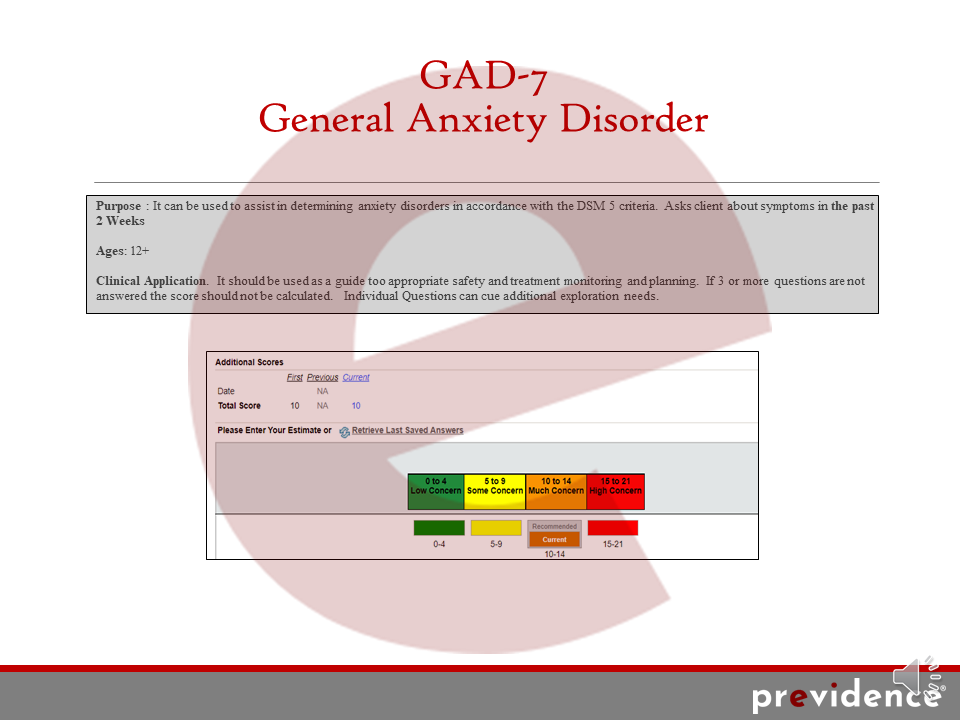 GAD-7
General Anxiety Disorder
Purpose : It can be used to assist in determining anxiety disorders in accordance with the DSM 5 criteria. Asks client about symptoms in the past
2 Weeks
Ages: 12+
Clinical Application. It should be used as a guide too appropriate safety and treatment monitoring and planning. If 3 or more questions are not
answered the score should not be calculated. Individual Questions can cue additional exploration needs.
Additional Scores
First Previous Current
Date NA
Total Score 10 NA 10
Please Enter Your Estimate or Retrieve Last Saved Answers
0 to 4 5 to 9 10 to 14 15 to 21
Low Concern Some Concern Much Concern High Concern
Recommended
Current
0-4 5-9 10-14 15-21
previdence®